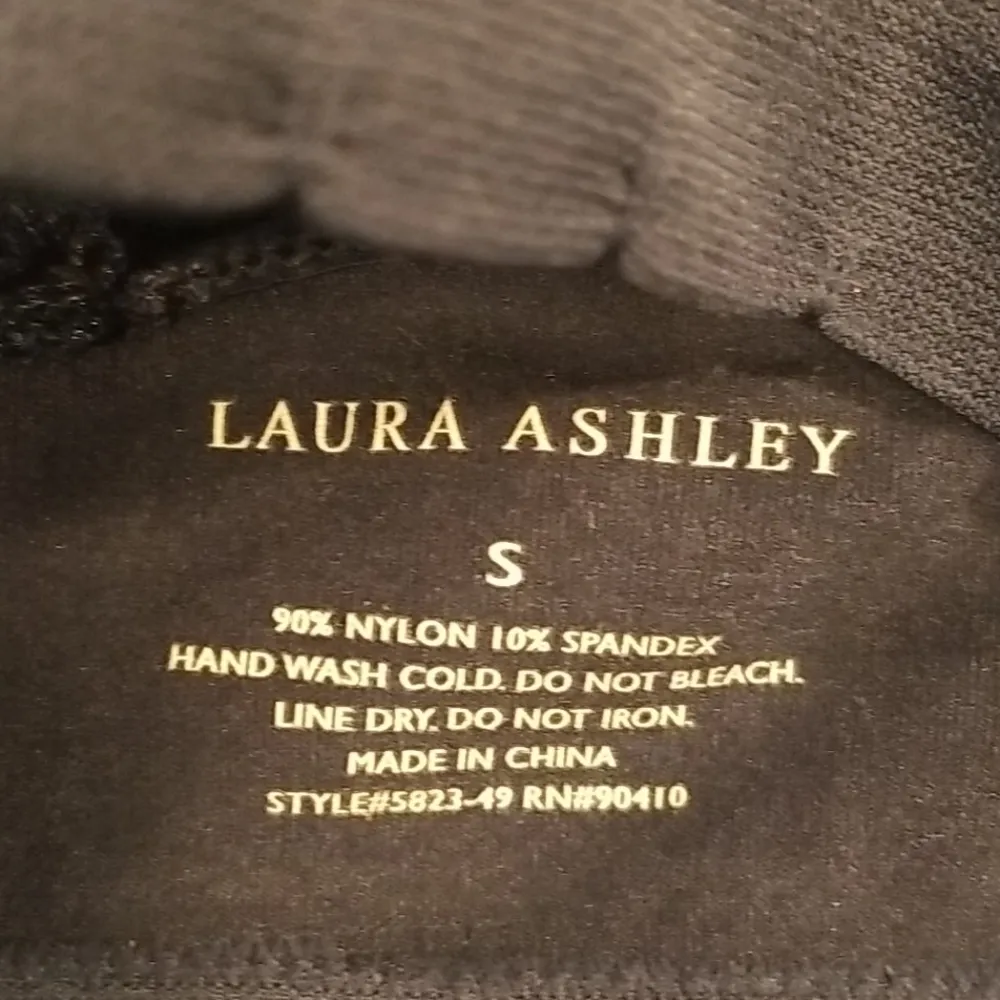 LAURA ASHLEY
S
90% NYLON 10% SPANDEX
HAND WASH COLD. DO NOT BLEACH.
LINE DRY. DO NOT IRON.
MADE IN CHINA
STYLE#5823-49 RN#90410